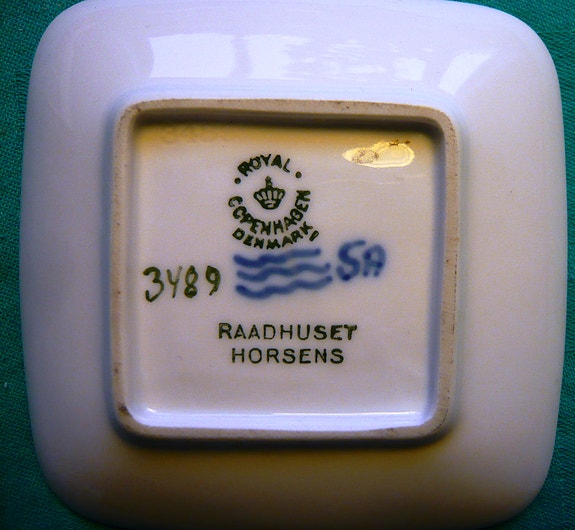 ROYAL
COPENHAGEN
DENMARK
3489 SA
RAADHUSET
HORSENS